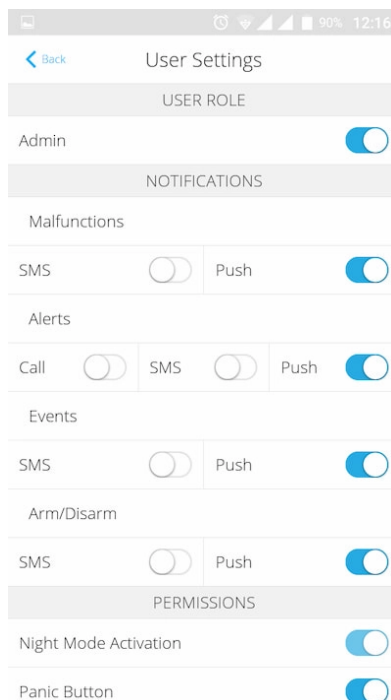 90% 12:16
Back User Settings
USER ROLE
Admin
NOTIFICATIONS
Malfunctions
SMS Push
Alerts
Call SMS Push
Events
SMS Push
Arm/Disarm
SMS Push
PERMISSIONS
Night Mode Activation
Panic Button